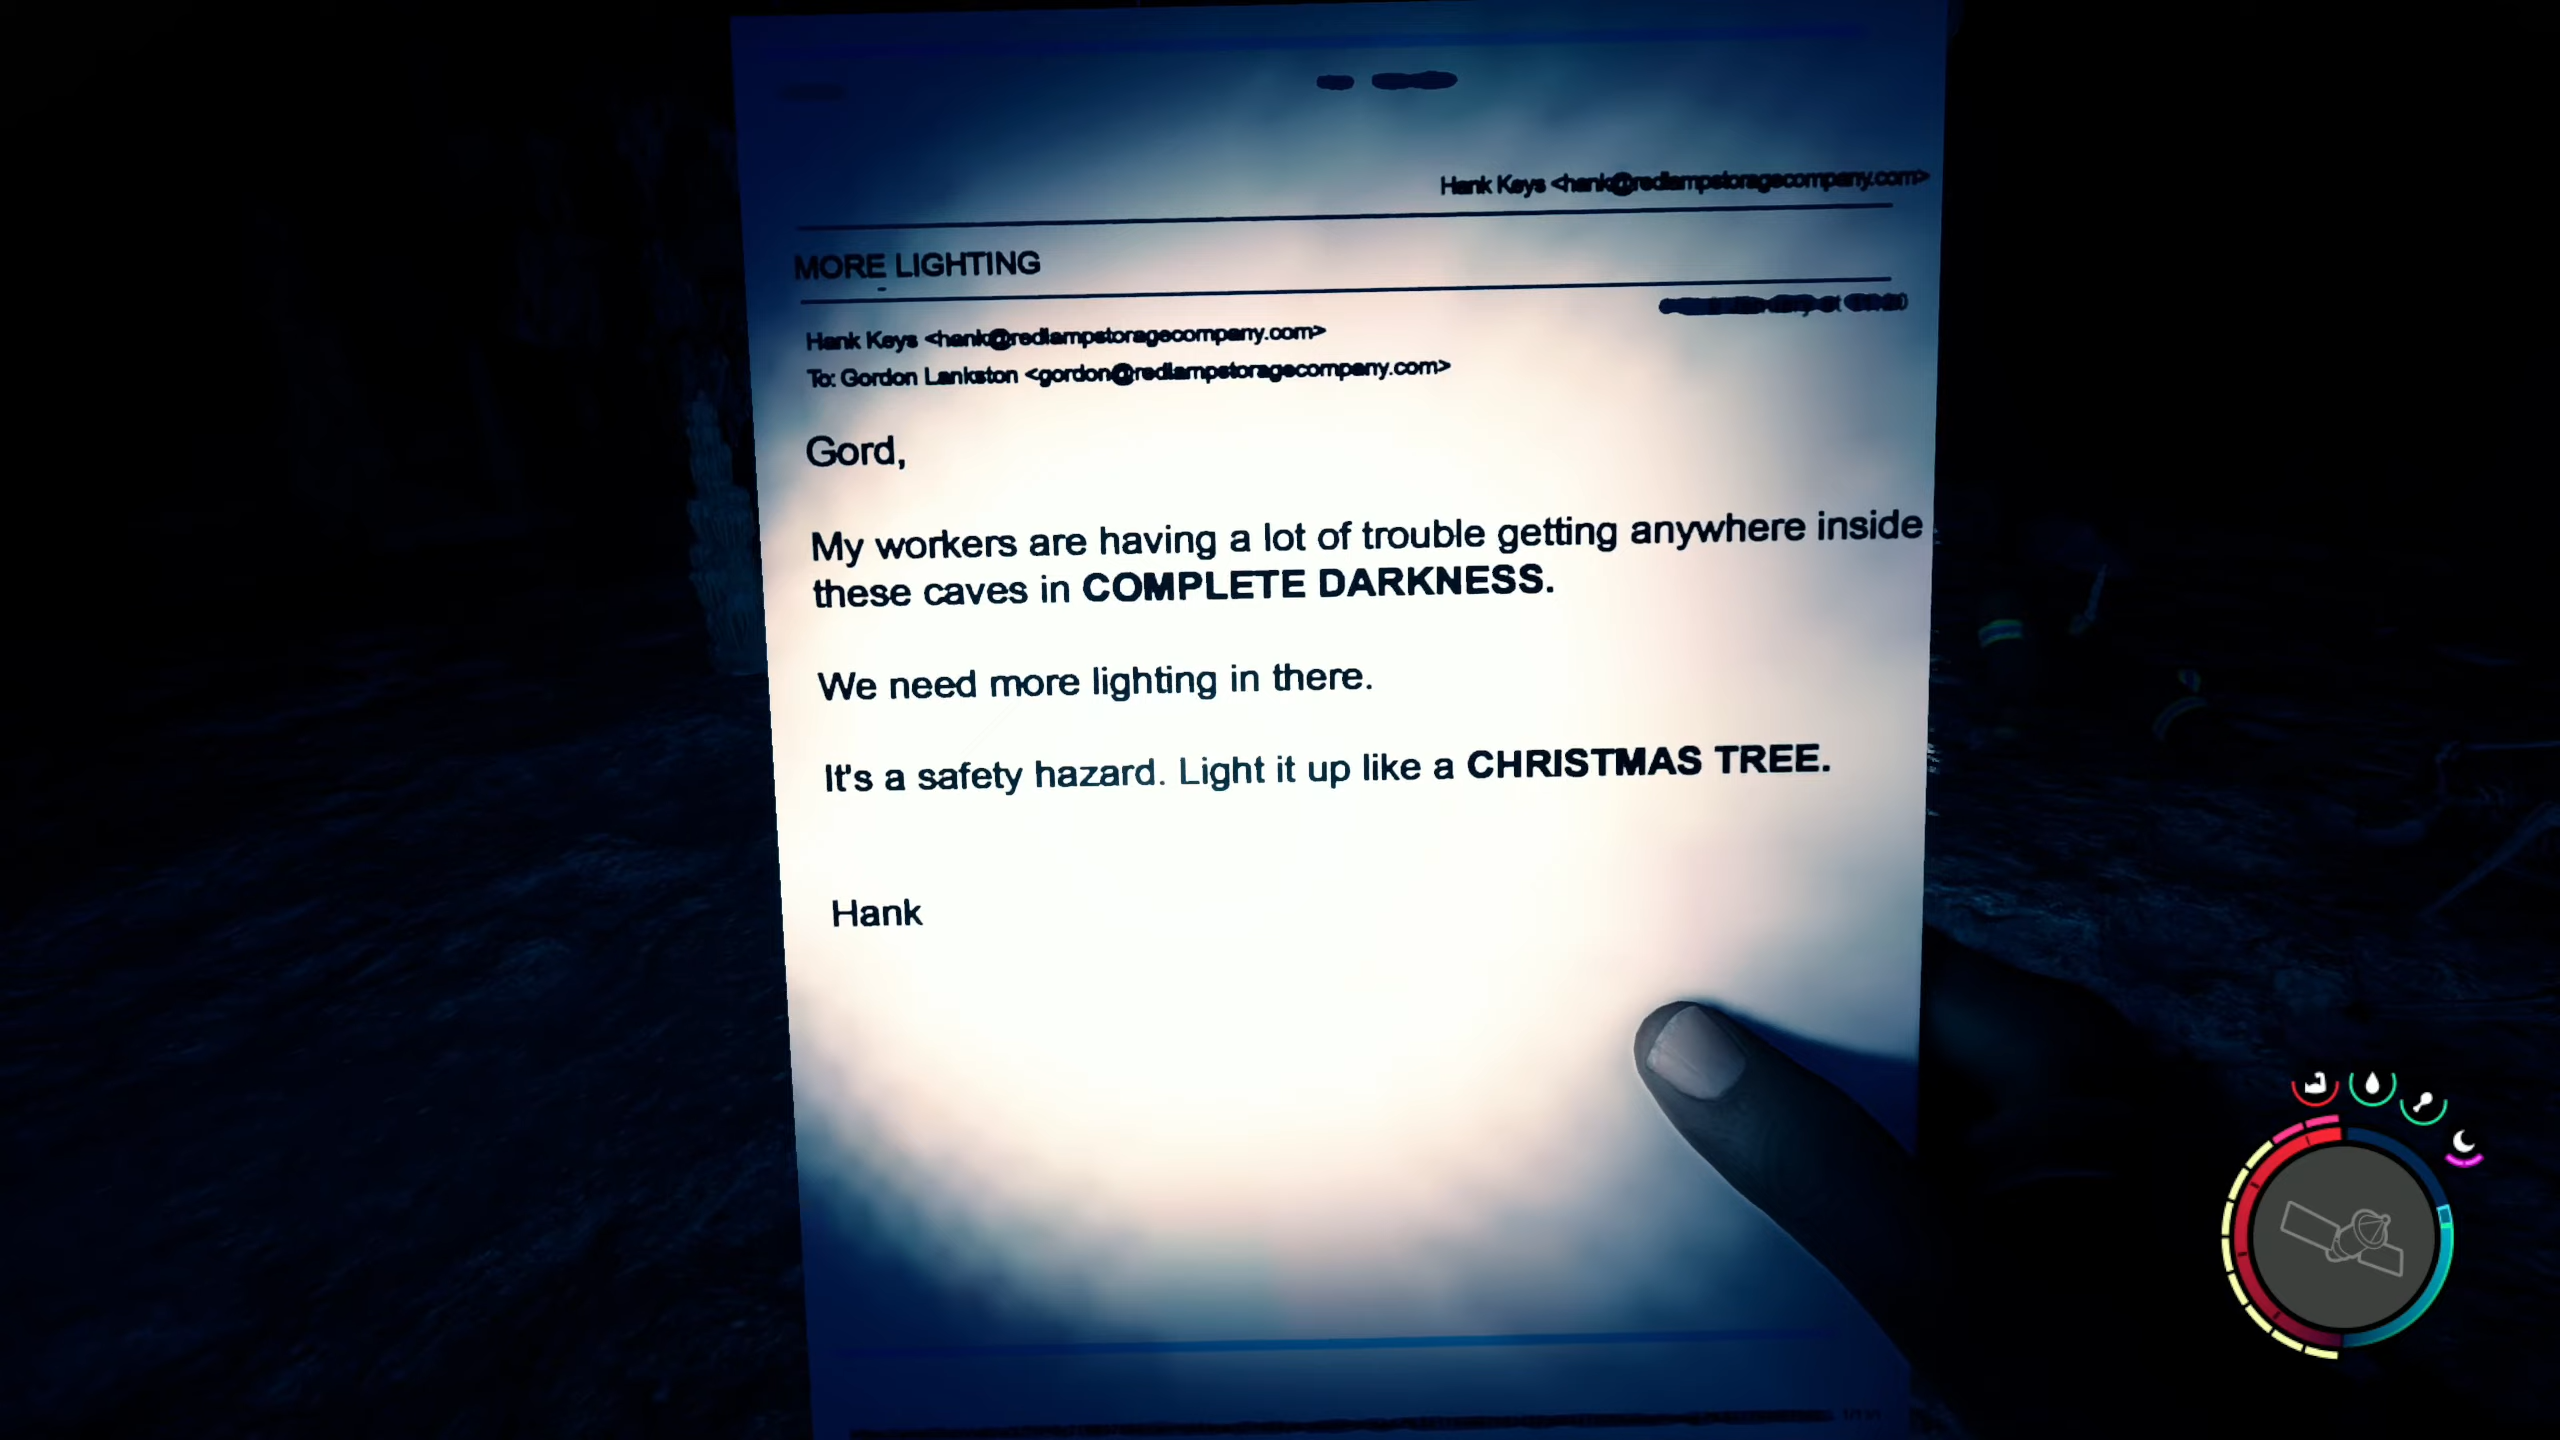 Hank Keys <hank@redlampstoragecompany.com>
MORE LIGHTING
Hank Keys <hank@redlampstoragecompany.com>
To: Gordon Lankston <gordon@redlampstoragecompany.com>
Gord,
My workers are having a lot of trouble getting anywhere inside
these caves in COMPLETE DARKNESS.
We need more lighting in there.
It's a safety hazard. Light it up like a CHRISTMAS TREE.
Hank